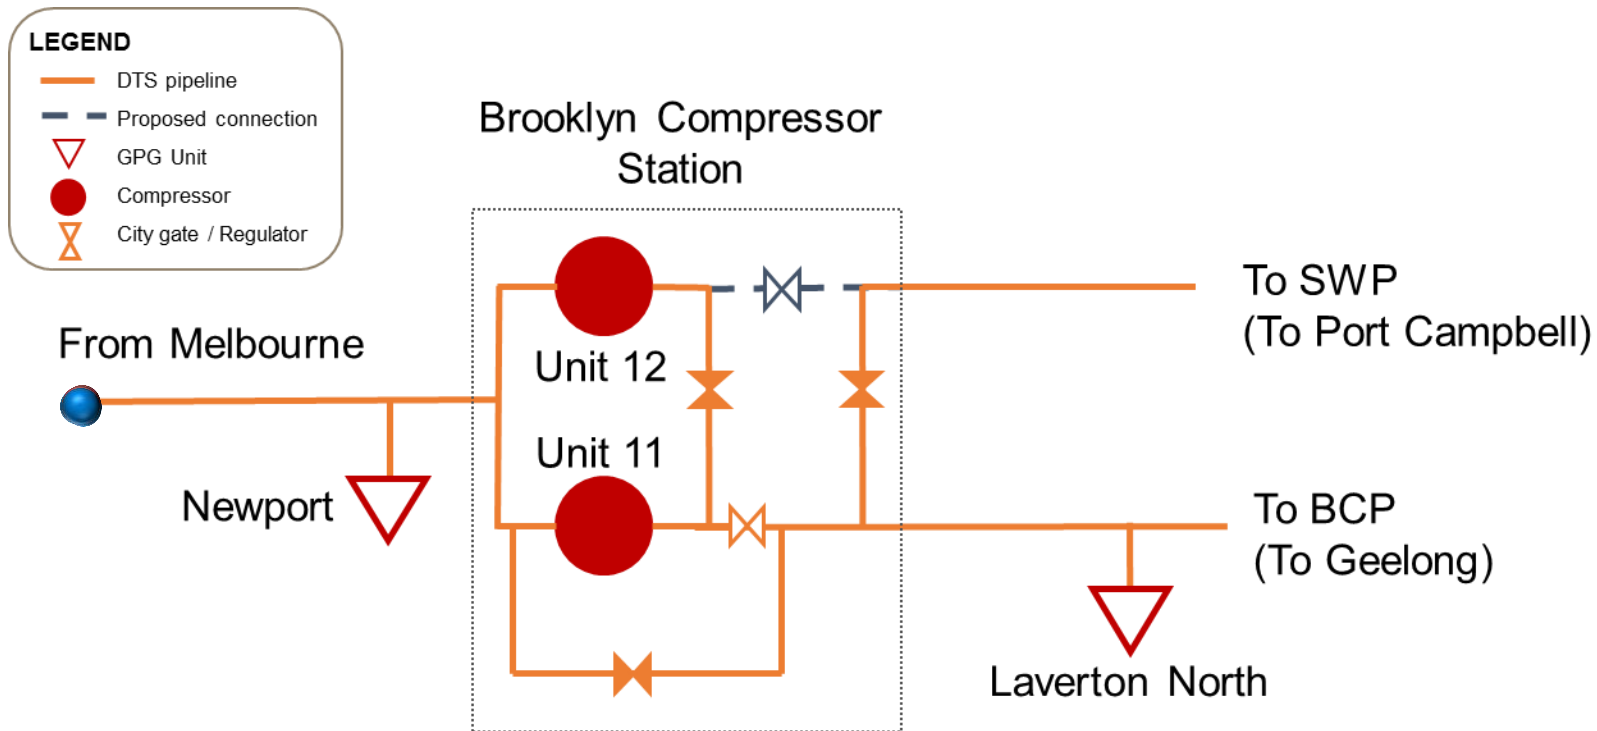 LEGEND
DTS pipeline
Proposed connection
GPG Unit
Compressor
City gate / Regulator
Brooklyn Compressor
Station
To SWP
(To Port Campbell)
From Melbourne
Unit 12
Unit 11
Newport
To BCP
(To Geelong)
Laverton North